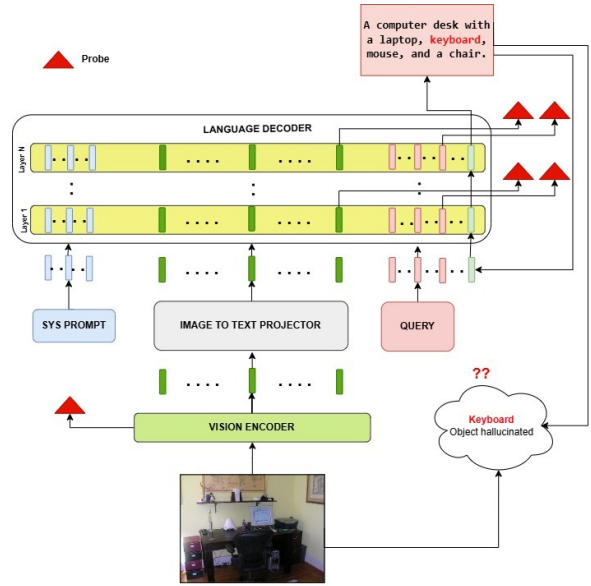 A computer desk with
a laptop, keyboard,
mouse, and a chair.
Probe
LANGUAGE DECODER
Layer N
Layer 1
SYS PROMPT
IMAGE TO TEXT PROJECTOR
QUERY
??
Keyboard
Object hallucinated
VISION ENCODER